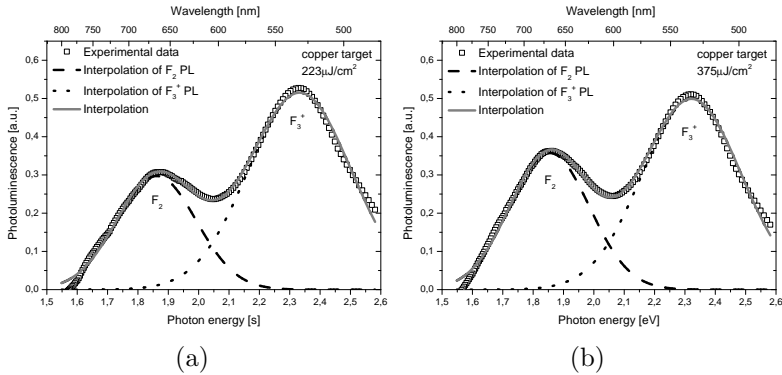 Wavelength [nm]
800 750 700 650 600 550 500
Experimental data
Interpolation of F2 PL
Interpolation of F3+ PL
Interpolation
copper target
223μJ/cm2
F2
F3+
Photoluminescence [a.u.]
0,6
0,5
0,4
0,3
0,2
0,1
0,0
1,5 1,6 1,7 1,8 1,9 2,0 2,1 2,2 2,3 2,4 2,5 2,6
Photon energy [s]
(a)
Wavelength [nm]
800 750 700 650 600 550 500
Experimental data
Interpolation of F2 PL
Interpolation of F3+ PL
Interpolation
copper target
375μJ/cm2
F2
F3+
Photoluminescence [a.u.]
0,6
0,5
0,4
0,3
0,2
0,1
0,0
1,5 1,6 1,7 1,8 1,9 2,0 2,1 2,2 2,3 2,4 2,5 2,6
Photon energy [eV]
(b)